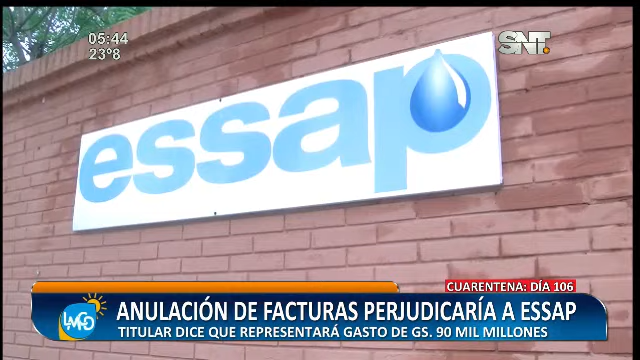 05:44
23°8
SNT.
essap
CUARENTENA: DÍA 106
ANULACIÓN DE FACTURAS PERJUDICARÍA A ESSAP
TITULAR DICE QUE REPRESENTARÁ GASTO DE GS. 90 MIL MILLONES